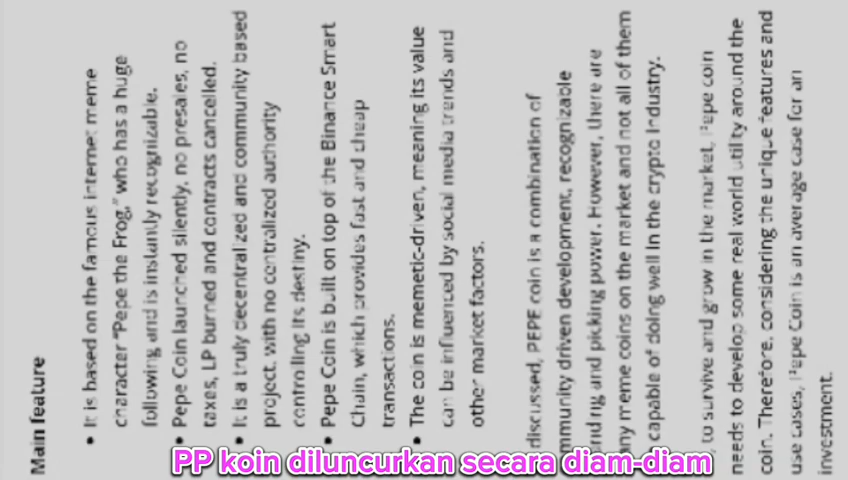 Main feature
• It is based on the famous internet meme
character "Pepe the Frog," who has a huge
following and is instantly recognizable.
• Pepe Coin launched silently, no presales, no
taxes, LP burned and contracts cancelled.
• It is a truly decentralized and community based
project, with no centralized authority
controlling its destiny.
• Pepe Coin is built on top of the Binance Smart
Chain, which provides fast and cheap
transactions.
• The coin is memetic-driven, meaning its value
can be influenced by social media trends and
other market factors.
discussed, PEPE coin is a combination of
mmunity driven development, recognizable
and picking power. However, there are
any meme coins on the market and not all of them
capable of doing well in the crypto industry.
, to survive and grow in the market, Pepe coin
needs to develop some real world utility around the
coin. Therefore, considering the unique features and
use cases, Pepe Coin is an average case for an
investment.
PP koin diluncurkan secara diam-diam